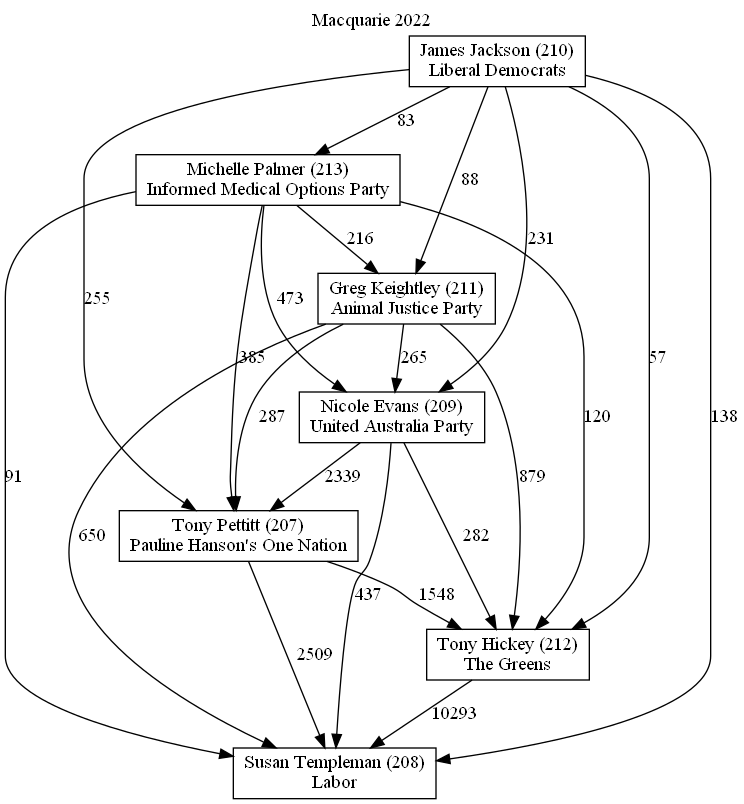 Macquarie 2022
James Jackson (210)
Liberal Democrats
83
Michelle Palmer (213)
Informed Medical Options Party
88
216
231
Greg Keightley (211)
Animal Justice Party
255
473
385
265
57
Nicole Evans (209)
United Australia Party
287
120
138
91
2339
879
Tony Pettitt (207)
Pauline Hanson's One Nation
650
282
437
1548
Tony Hickey (212)
The Greens
2509
10293
Susan Templeman (208)
Labor